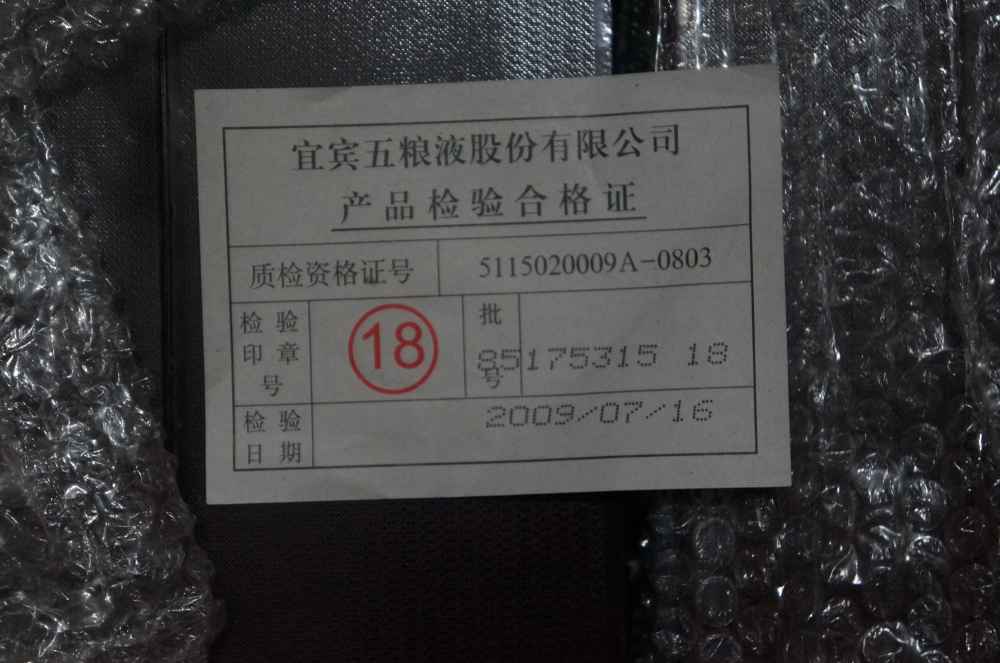 宜宾五粮液股份有限公司
产品检验合格证
质检资格证号 5115020009A-0803
检验印章号 18 批号 85175315 18
检验日期 2009/07/16